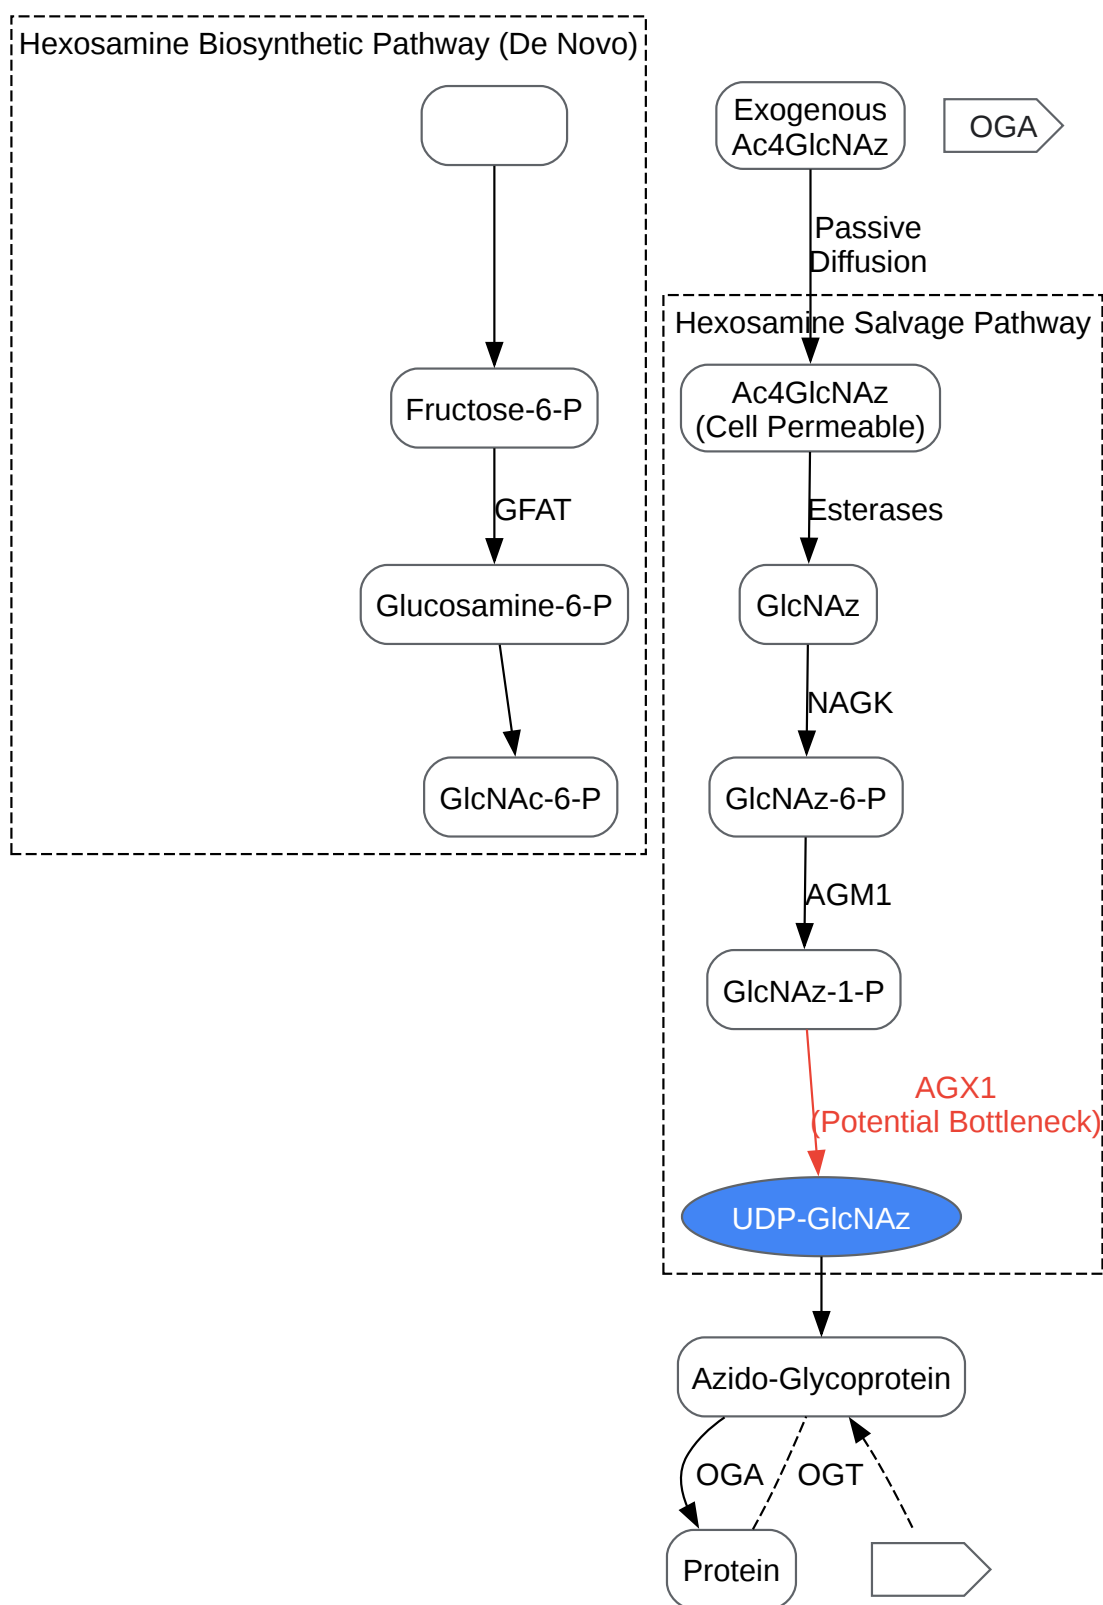 Hexosamine Biosynthetic Pathway (De Novo)
Exogenous
Ac4GlcNAz
OGA
Passive
Diffusion
Hexosamine Salvage Pathway
Fructose-6-P
Ac4GlcNAz
(Cell Permeable)
GFAT
Esterases
Glucosamine-6-P
GlcNAz
NAGK
GlcNAc-6-P
GlcNAz-6-P
AGM1
GlcNAz-1-P
AGX1
(Potential Bottleneck)
UDP-GlcNAz
Azido-Glycoprotein
OGA
OGT
Protein